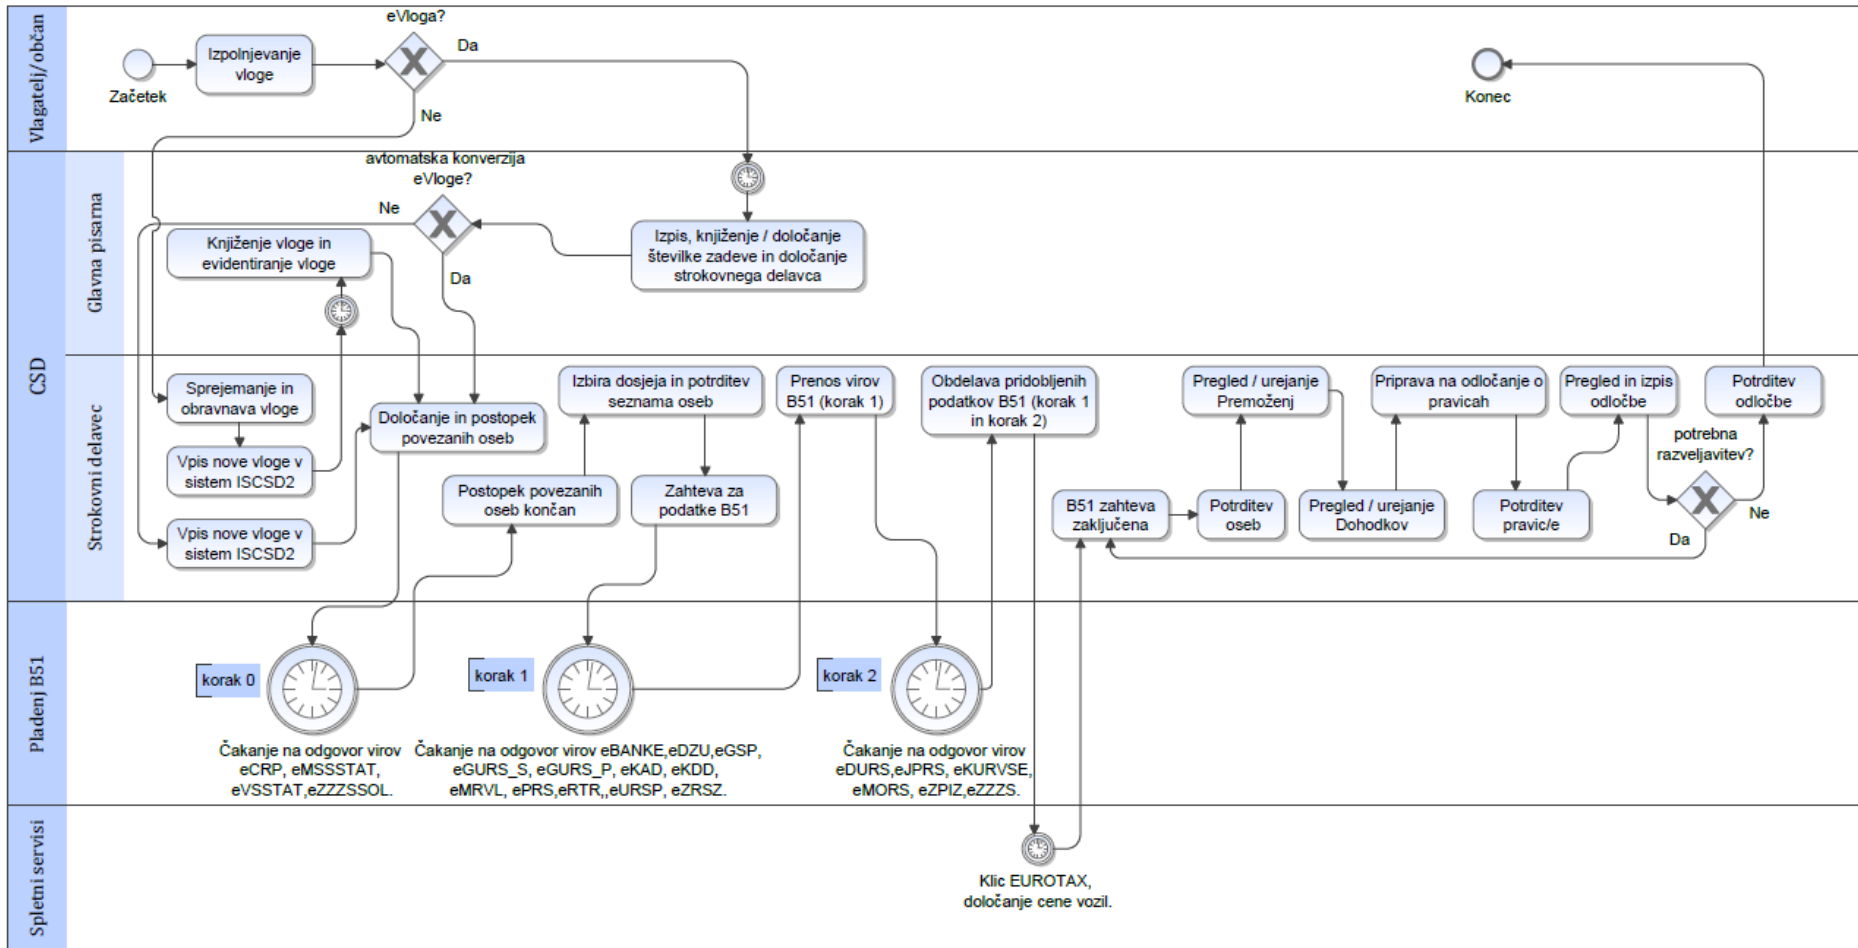 Vlagatelj/občan
eVloga?
Da
Izpolnjevanje
vloge
Začetek
Ne
Konec
CSD
Glavna pisarna
avtomatska konverzija
eVloge?
Ne
Da
Knjiženje vloge in
evidentiranje vloge
Izpis, knjiženje / določanje
številke zadeve in določanje
strokovnega delavca
Strokovni delavec
Sprejemanje in
obravnava vloge
Vpis nove vloge v
sistem ISCSD2
Vpis nove vloge v
sistem ISCSD2
Določanje in postopek
povezanih oseb
Postopek povezanih
oseb končan
Izbira dosjeja in potrditev
seznama oseb
Zahteva za
podatke B51
Prenos virov
B51 (korak 1)
Obdelava pridobljenih
podatkov B51 (korak 1
in korak 2)
B51 zahteva
zaključena
Potrditev
oseb
Pregled / urejanje
Premoženj
Pregled / urejanje
Dohodkov
Priprava na odločanje o
pravicah
Potrditev
pravic/e
Pregled in izpis
odločbe
potrebna
razveljavitev?
Da
Ne
Potrditev
odločbe
Pladenj B51
korak 0
Čakanje na odgovor virov
eCRP, eMSSSTAT,
eVSSTAT,eZZZSSOL.
korak 1
Čakanje na odgovor virov eBANKE,eDZU,eGSP,
eGURS_S, eGURS_P, eKAD, eKDD,
eMRVL, ePRS,eRTR,,eURSP, eZRSZ.
korak 2
Čakanje na odgovor virov
eDURS,eJPRS, eKURVSE,
eMORS, eZPIZ,eZZZS.
Spletni servisi
Klic EUROTAX,
določanje cene vozil.